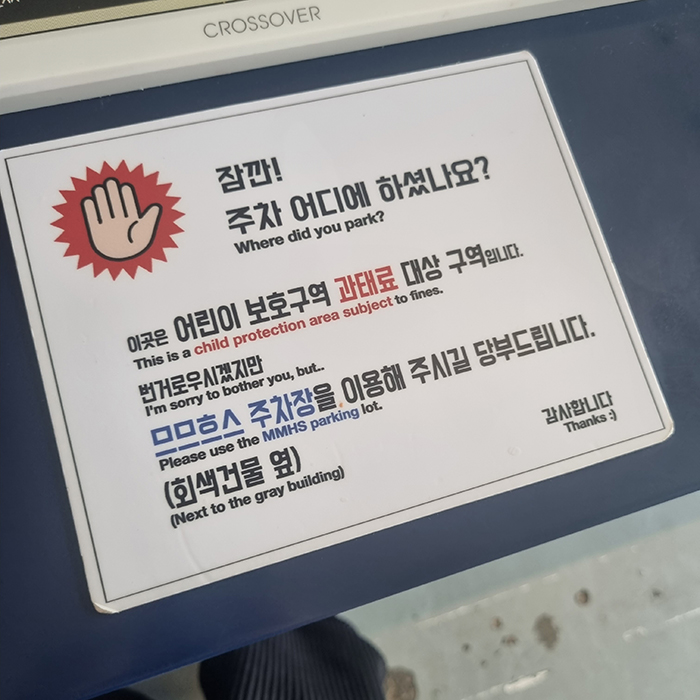 CROSSOVER
잠깐!
주차 어디에 하셨나요?
Where did you park?
이곳은 어린이 보호구역 과태료 대상 구역입니다.
This is a child protection area subject to fines.
번거로우시겠지만
I'm sorry to bother you, but..
므므흐스 주차장을 이용해 주시길 당부드립니다.
Please use the MMHS parking lot.
(회색건물 옆)
(Next to the gray building)
감사합니다
Thanks :)